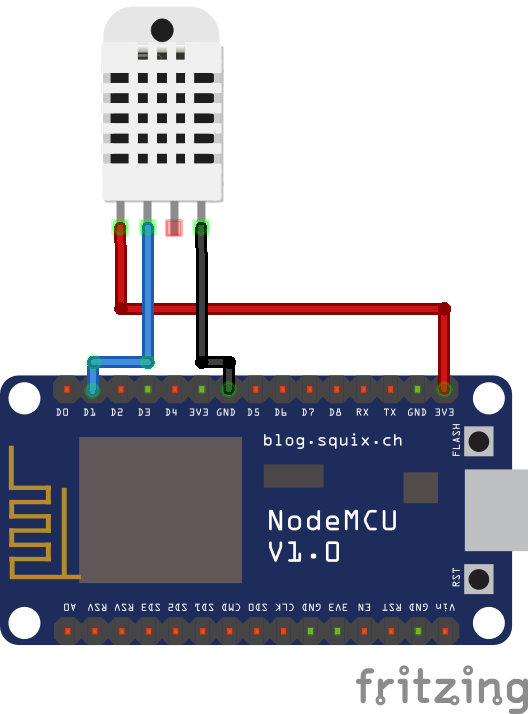 D0 D1 D2 D3 D4 3V3 GND D5 D6 D7 D8 RX TX GND 3V3
blog.squix.ch
FLASH
NodeMCU
V1.0
RST
A0 RSV RSV SD3 SD2 SD1 CMD SD0 CLK GND 3V3 EN RST GND Vin
fritzing